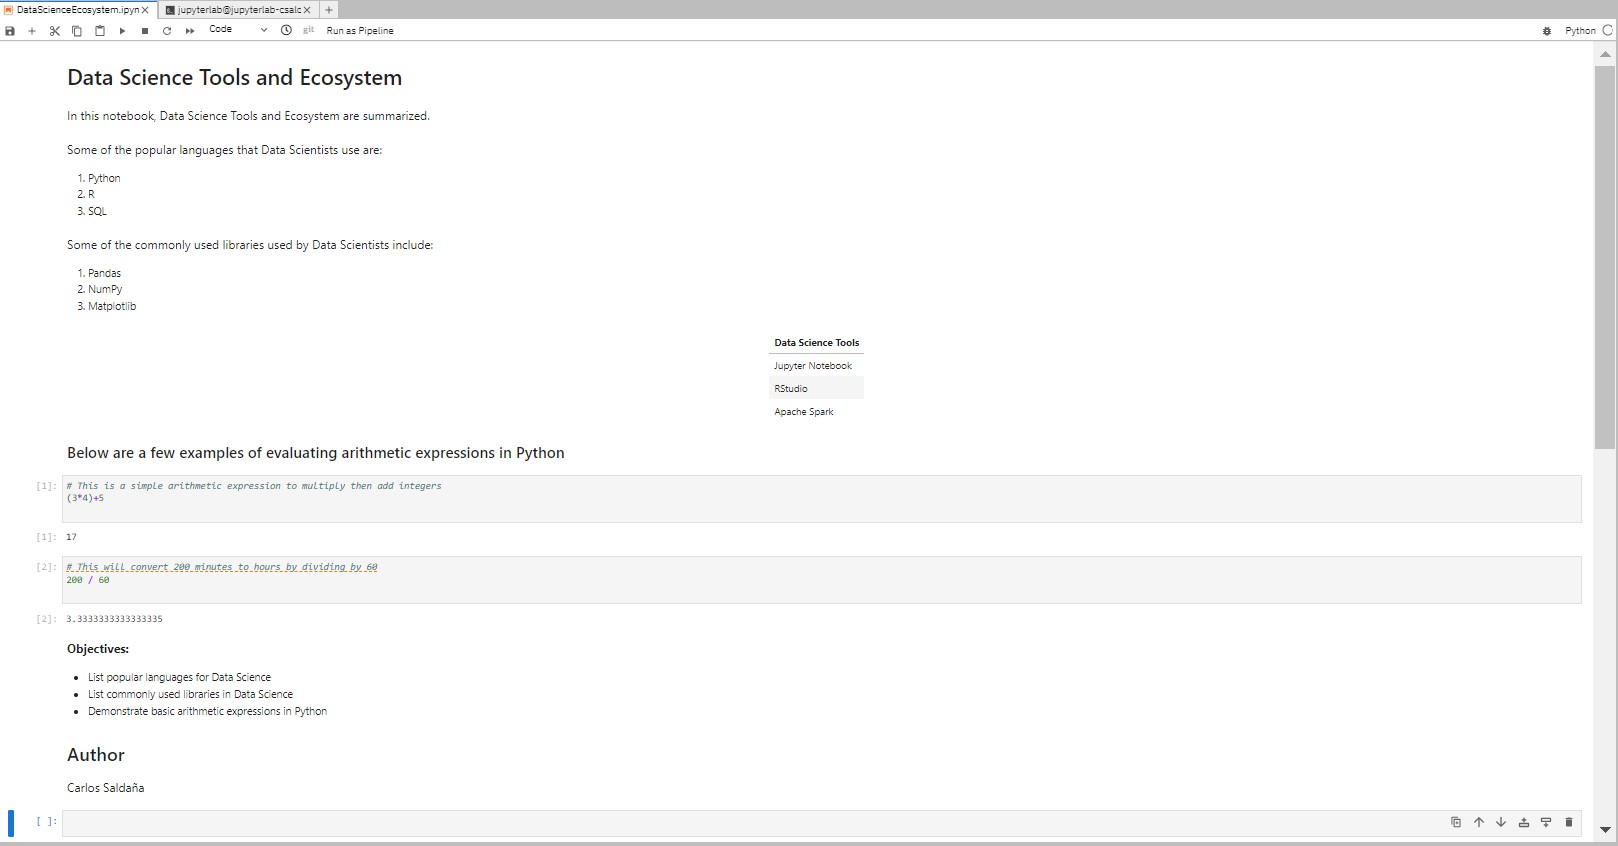 DataScienceEcosystem.ipyn
jupyterlab@jupyterlab-csalc
Code
git
Run as Pipeline
Python
Data Science Tools and Ecosystem
In this notebook, Data Science Tools and Ecosystem are summarized.
Some of the popular languages that Data Scientists use are:
1. Python
2. R
3. SQL
Some of the commonly used libraries used by Data Scientists include:
1. Pandas
2. NumPy
3. Matplotlib
Data Science Tools
Jupyter Notebook
RStudio
Apache Spark
Below are a few examples of evaluating arithmetic expressions in Python
[1]: # This is a simple arithmetic expression to multiply then add integers
(3*4)+5
[1]: 17
[2]: # This will convert 200 minutes to hours by dividing by 60
200 / 60
[2]: 3.3333333333333335
Objectives:
• List popular languages for Data Science
• List commonly used libraries in Data Science
• Demonstrate basic arithmetic expressions in Python
Author
Carlos Saldaña
[ ]: